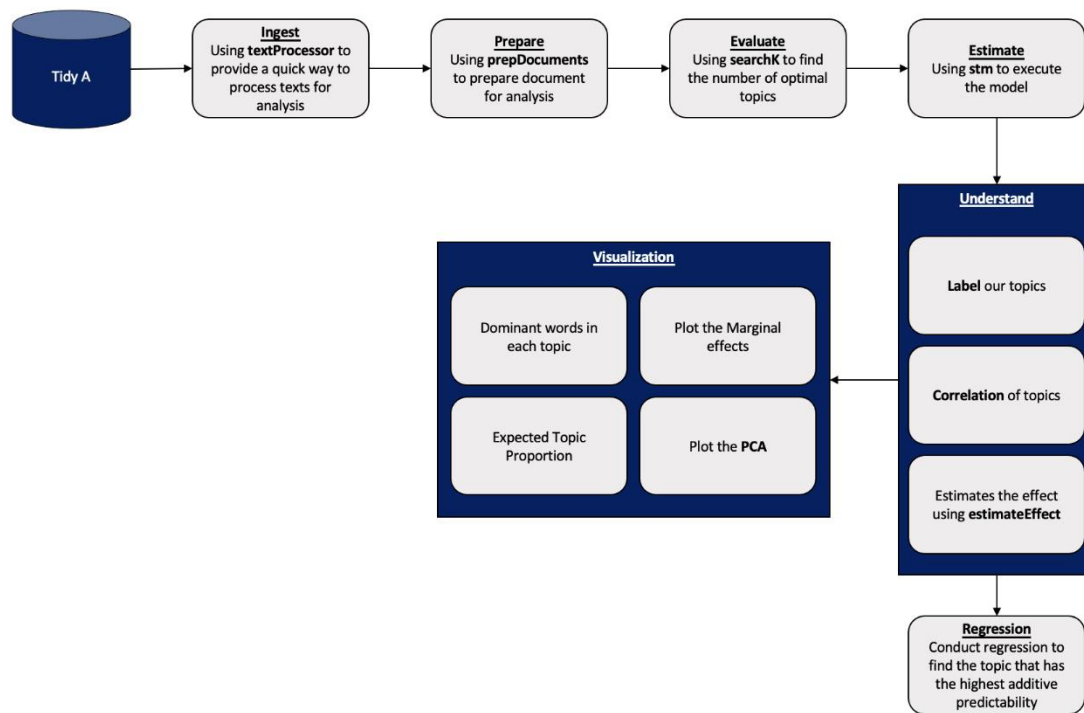 Tidy A
Ingest
Using textProcessor to
provide a quick way to
process texts for
analysis
Prepare
Using prepDocuments
to prepare document
for analysis
Evaluate
Using searchK to find
the number of optimal
topics
Estimate
Using stm to execute
the model
Understand
Label our topics
Correlation of topics
Estimates the effect
using estimateEffect
Visualization
Dominant words in
each topic
Plot the Marginal
effects
Expected Topic
Proportion
Plot the PCA
Regression
Conduct regression to
find the topic that has
the highest additive
predictability